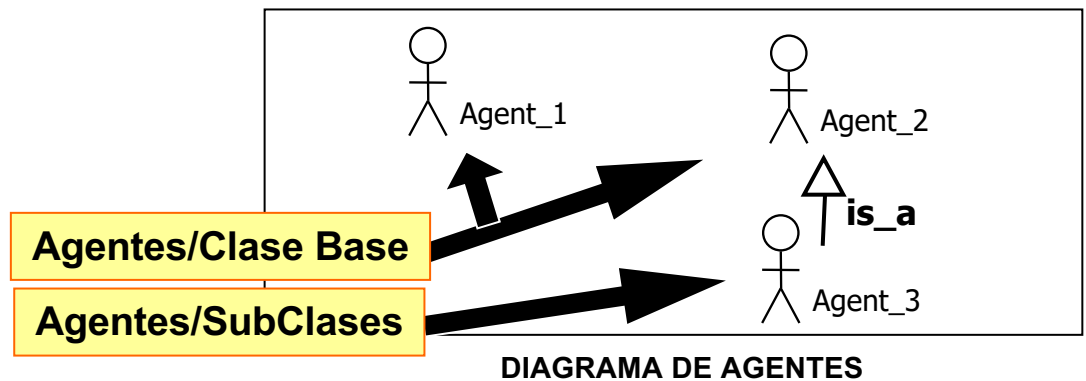 Agent_1
Agent_2
is_a
Agentes/Clase Base
Agent_3
Agentes/SubClases
DIAGRAMA DE AGENTES